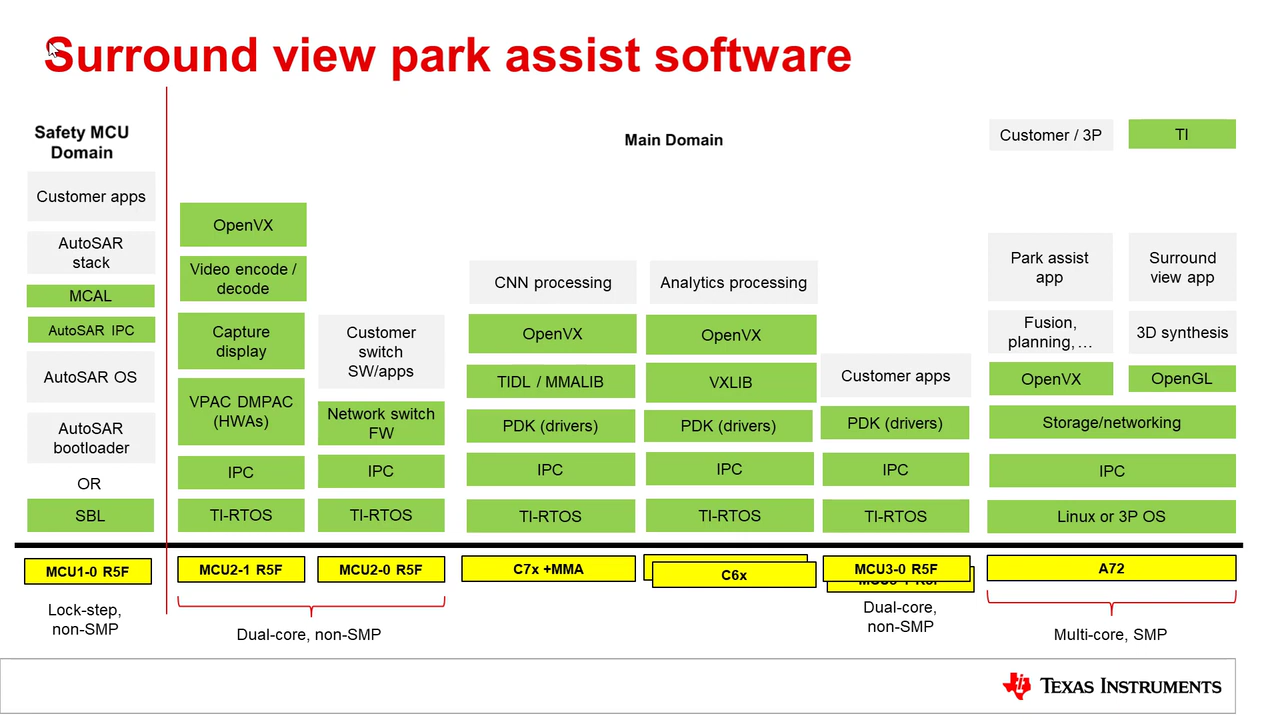 Surround view park assist software
Safety MCU
Domain
Main Domain
Customer / 3P
TI
Customer apps
AutoSAR
stack
MCAL
AutoSAR IPC
AutoSAR OS
AutoSAR
bootloader
OR
SBL
MCU1-0 R5F
Lock-step,
non-SMP
OpenVX
Video encode /
decode
Capture
display
VPAC DMPAC
(HWAs)
IPC
TI-RTOS
MCU2-1 R5F
Customer
switch
SW/apps
Network switch
FW
IPC
TI-RTOS
MCU2-0 R5F
Dual-core, non-SMP
CNN processing
OpenVX
TIDL / MMALIB
PDK (drivers)
IPC
TI-RTOS
C7x +MMA
Analytics processing
OpenVX
VXLIB
PDK (drivers)
IPC
TI-RTOS
C6x
Customer apps
PDK (drivers)
IPC
TI-RTOS
MCU3-0 R5F
Dual-core,
non-SMP
Park assist
app
Surround
view app
Fusion,
planning,...
3D synthesis
OpenVX
OpenGL
Storage/networking
IPC
Linux or 3P OS
A72
Multi-core, SMP
TEXAS INSTRUMENTS